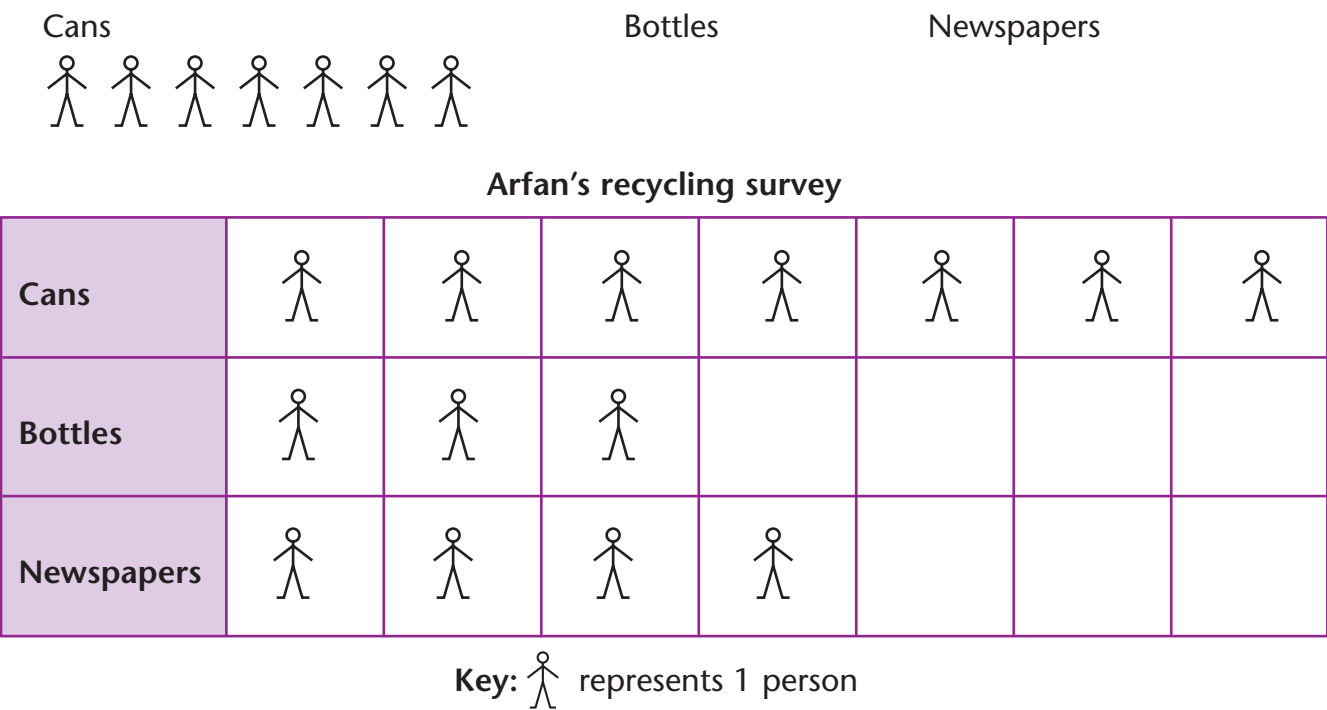 Cans Bottles Newspapers
Arfan’s recycling survey
Cans
Bottles
Newspapers
Key: represents 1 person